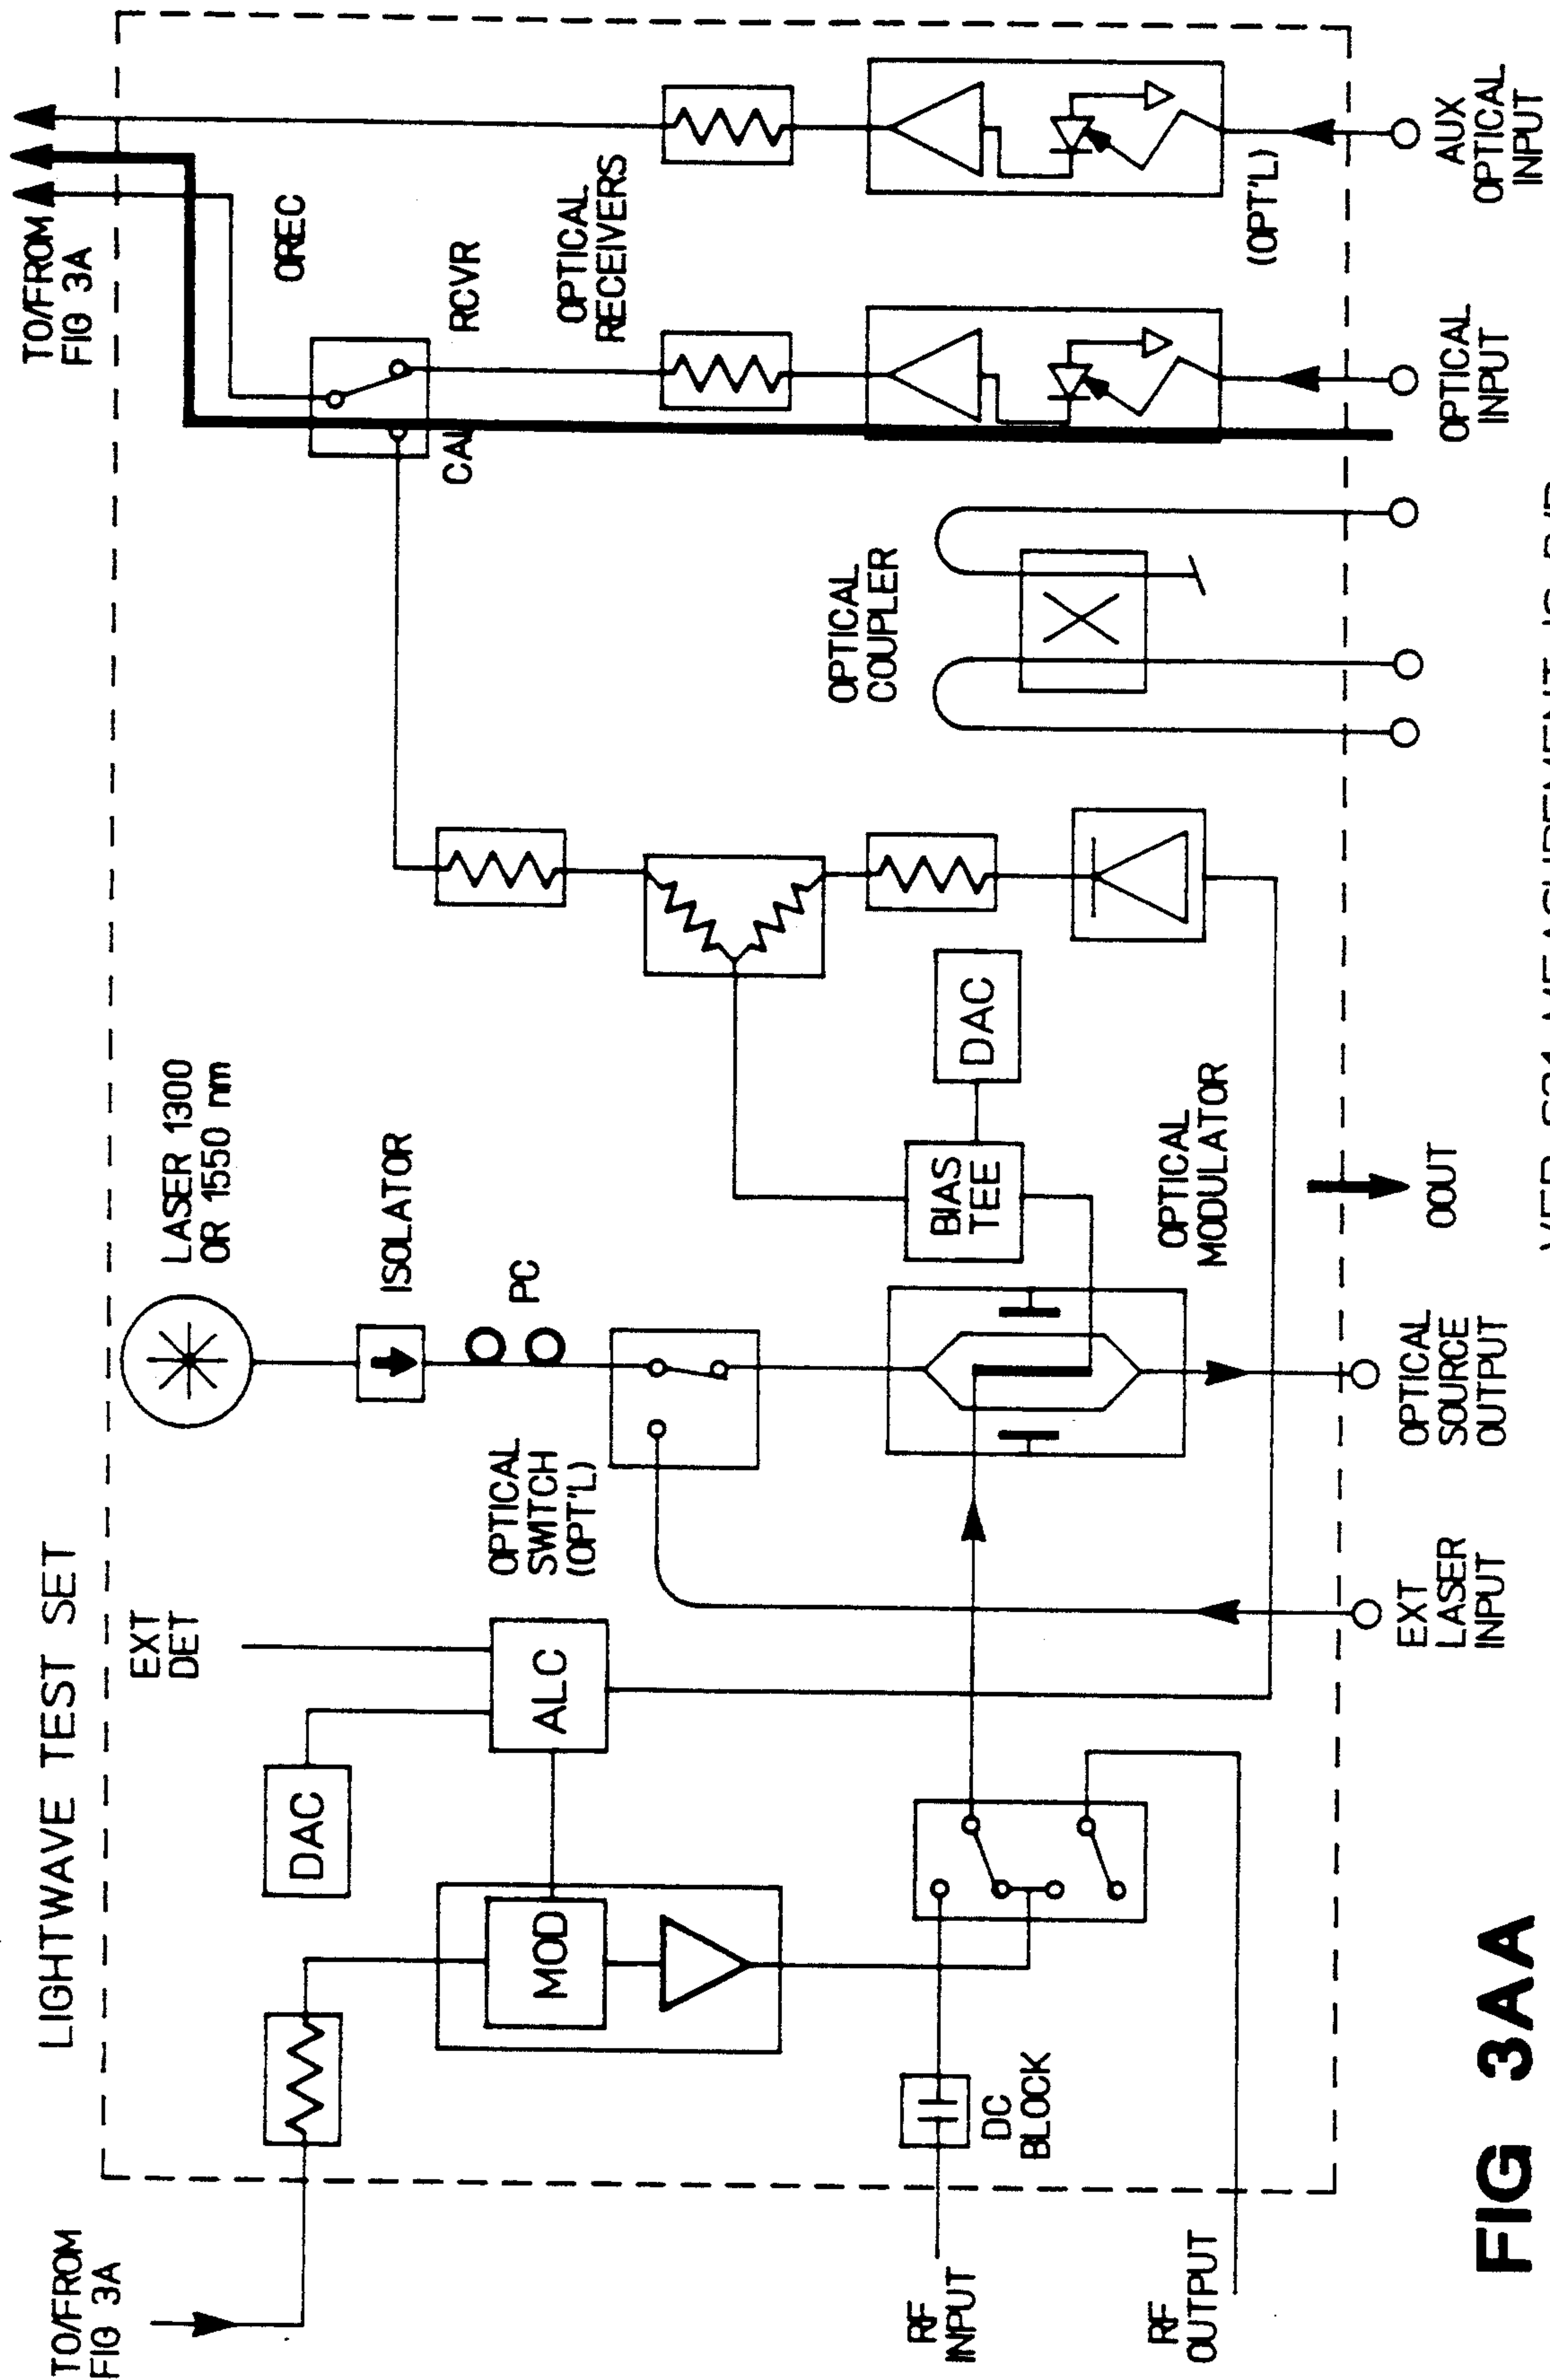 LIGHTWAVE TEST SET
TO/FROM
FIG 3A
EXT
DET
DAC
ALC
MOD
LASER 1300
OR 1550 nm
ISOLATOR
PC
OPTICAL
SWITCH
(OPT'L)
BIAS
TEE
DAC
OPTICAL
MODULATOR
DC
BLOCK
RF
INPUT
RF
OUTPUT
EXT
LASER
INPUT
OPTICAL
SOURCE
OUTPUT
OOUT
OPTICAL
COUPLER
TO/FROM
FIG 3A
OREC
CAL
RCVR
OPTICAL
RECEIVERS
(OPT'L)
OPTICAL
INPUT
AUX
OPTICAL
INPUT
FIG 3AA